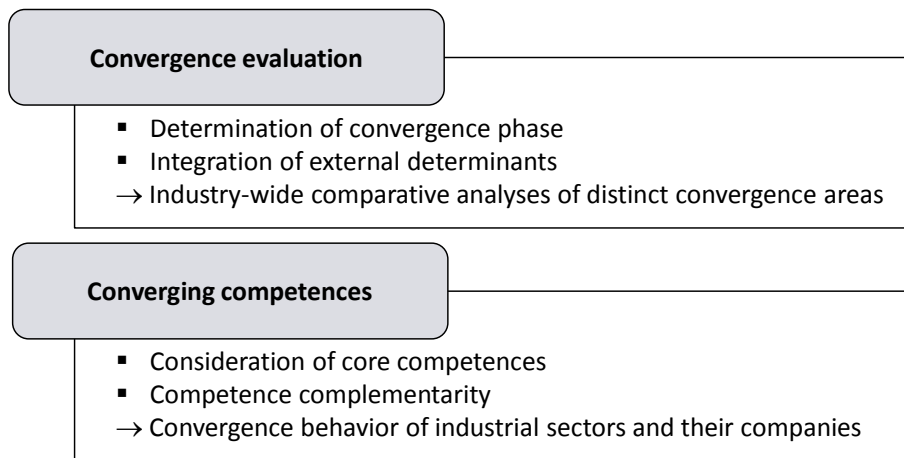 Convergence evaluation
▪ Determination of convergence phase
▪ Integration of external determinants
→ Industry-wide comparative analyses of distinct convergence areas
Converging competences
▪ Consideration of core competences
▪ Competence complementarity
→ Convergence behavior of industrial sectors and their companies